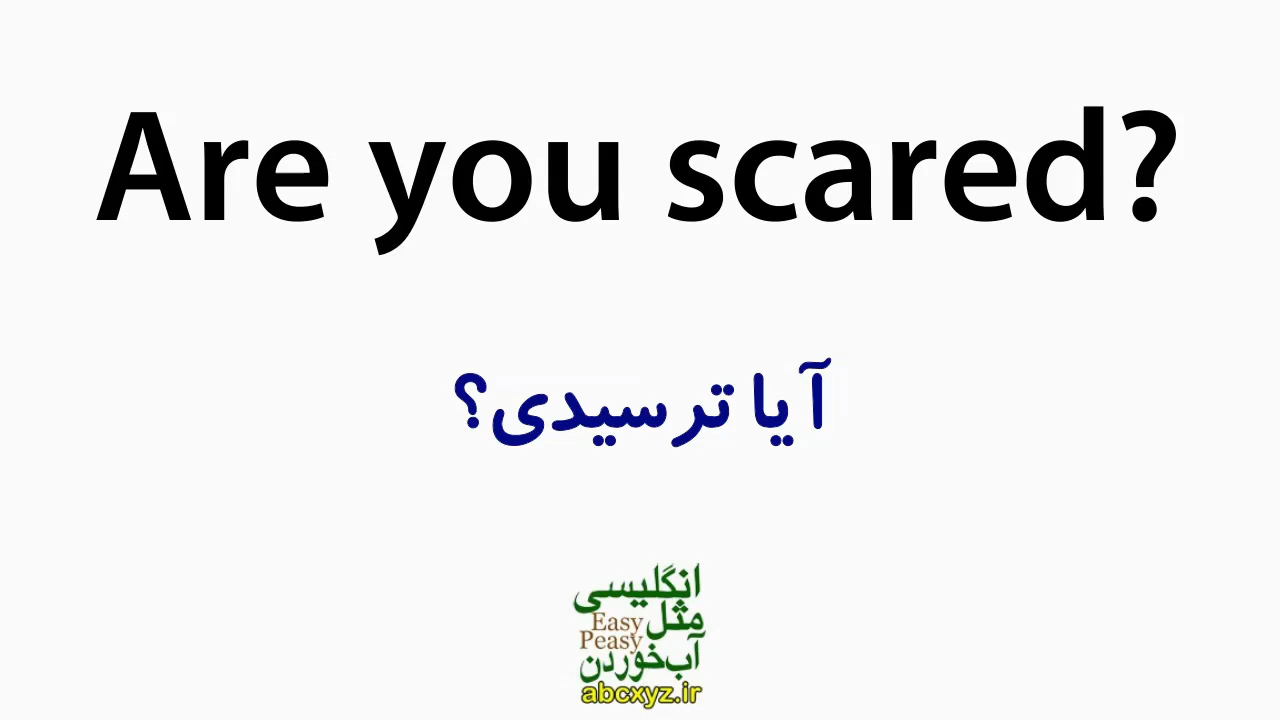 Are you scared?
آیا ترسیدی؟
انگلیسی
مثل Easy
Peasy
آب‌خوردن
abcxyz.ir